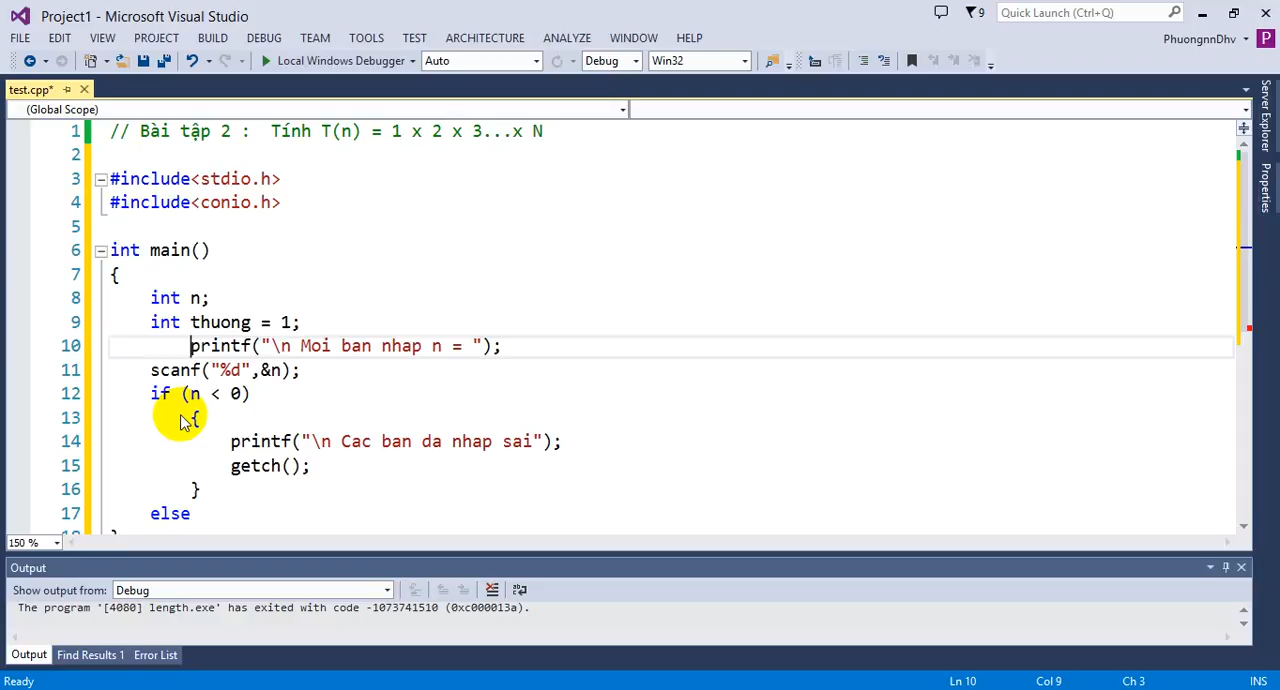 Project1 - Microsoft Visual Studio
9
Quick Launch (Ctrl+Q)
FILE EDIT VIEW PROJECT BUILD DEBUG TEAM TOOLS TEST ARCHITECTURE ANALYZE WINDOW HELP
PhuongnnDhv
P
Local Windows Debugger
Auto
Debug
Win32
test.cpp*
(Global Scope)
1 // Bài tập 2 :  Tính T(n) = 1 x 2 x 3...x N
2
3 #include<stdio.h>
4 #include<conio.h>
5
6 int main()
7 {
8 int n;
9 int thuong = 1;
10 printf("\n Moi ban nhap n = ");
11 scanf("%d",&n);
12 if (n < 0)
13 {
14 printf("\n Cac ban da nhap sai");
15 getch();
16 }
17 else
Server Explorer
Properties
150 %
Output
Show output from: Debug
The program '[4080] length.exe' has exited with code -1073741510 (0xc000013a).
Output Find Results 1 Error List
Ready
Ln 10
Col 9
Ch 3
INS